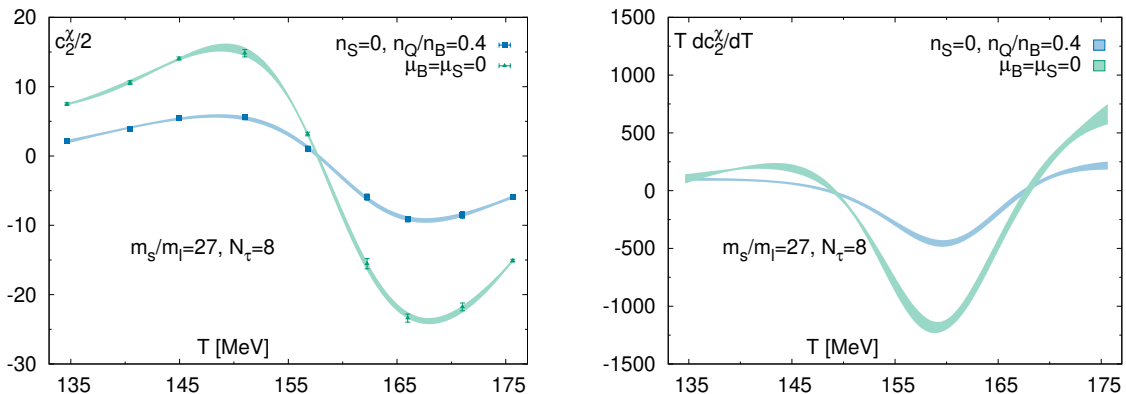 20
10
0
-10
-20
-30
135
145
155
165
175
c₂^χ/2
n_S=0, n_Q/n_B=0.4
μ_B=μ_S=0
m_s/m_l=27, N_τ=8
T [MeV]
1500
1000
500
0
-500
-1000
-1500
135
145
155
165
175
T dc₂^χ/dT
n_S=0, n_Q/n_B=0.4
μ_B=μ_S=0
m_s/m_l=27, N_τ=8
T [MeV]